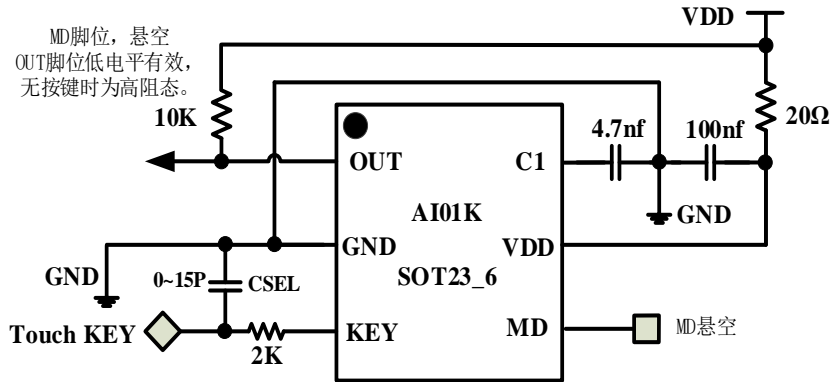 VDD
MD脚位，悬空
OUT脚位低电平有效，
无按键时为高阻态。
10K
4.7nf
100nf
20Ω
OUT
C1
AI01K
GND
GND
VDD
GND
0~15P
CSEL
SOT23_6
Touch KEY
2K
KEY
MD
MD悬空